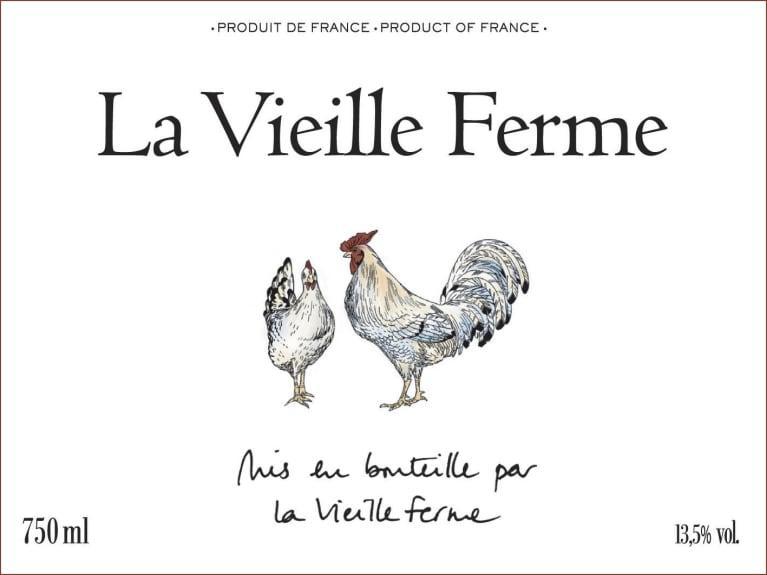 · PRODUIT DE FRANCE · PRODUCT OF FRANCE ·
La Vieille Ferme
Mis en bouteille par
la Vieille Ferme
750 ml
13,5% vol.